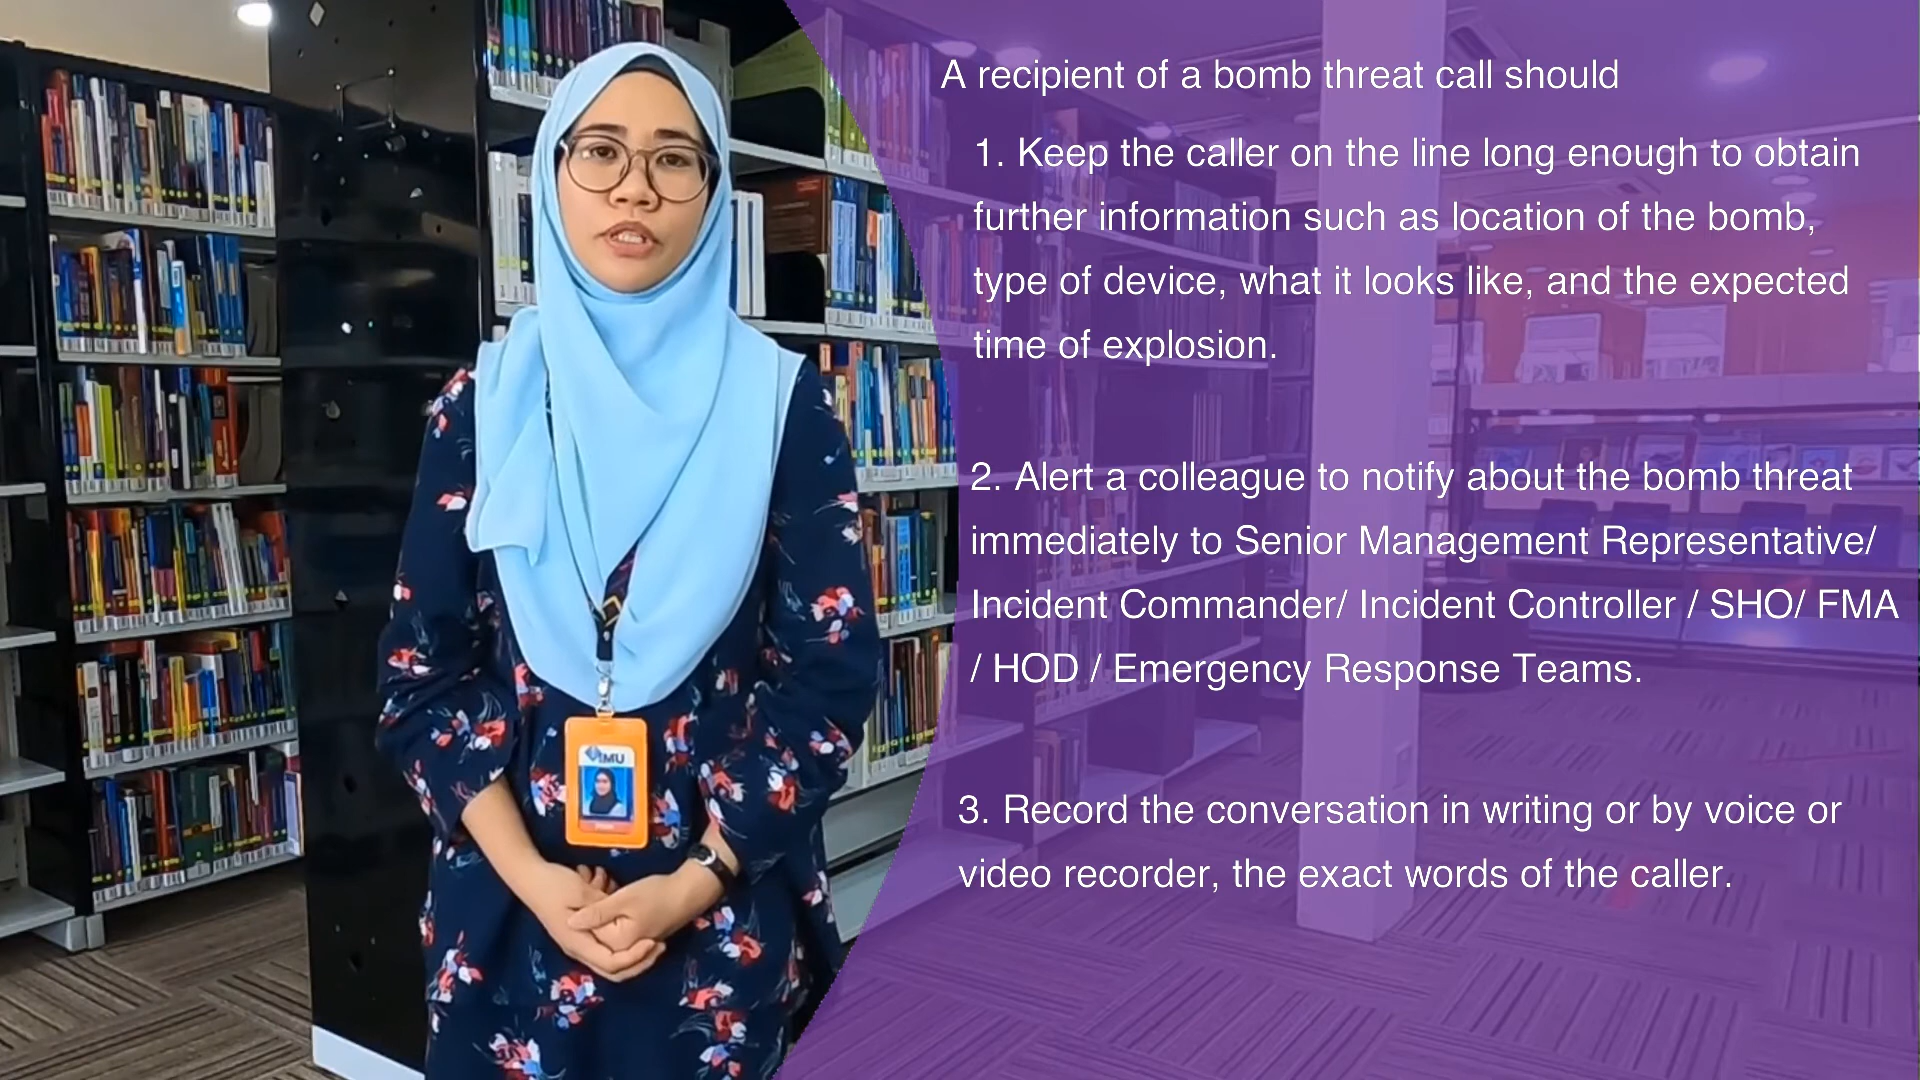 A recipient of a bomb threat call should
1. Keep the caller on the line long enough to obtain
further information such as location of the bomb,
type of device, what it looks like, and the expected
time of explosion.
2. Alert a colleague to notify about the bomb threat
immediately to Senior Management Representative/
Incident Commander/ Incident Controller / SHO/ FMA
/ HOD / Emergency Response Teams.
3. Record the conversation in writing or by voice or
video recorder, the exact words of the caller.
IMU